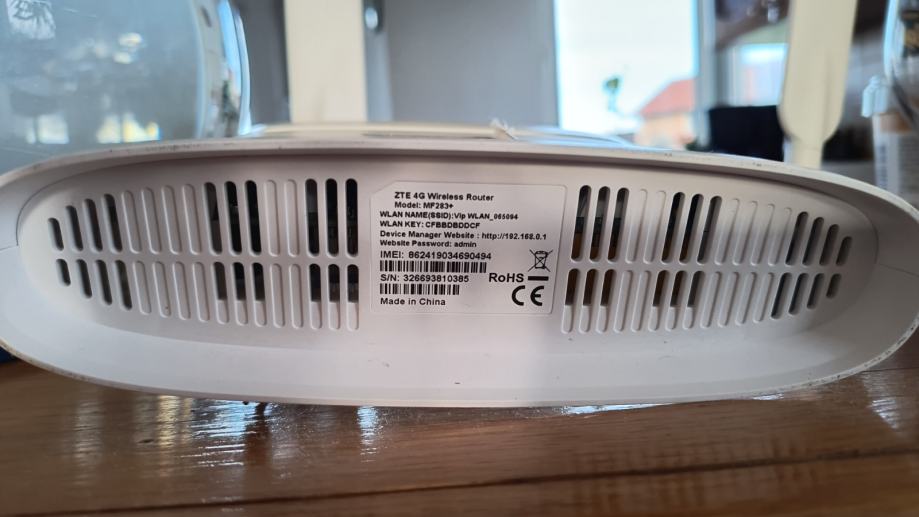 ZTE 4G Wireless Router
Model: MF283+
WLAN NAME(SSID):Vip WLAN_065094
WLAN KEY: CFBBDBDDCF
Device Manager Website : http://192.168.0.1
Website Password: admin
IMEI: 862419034690494
S/N: 326693810385
RoHS
CE
Made in China